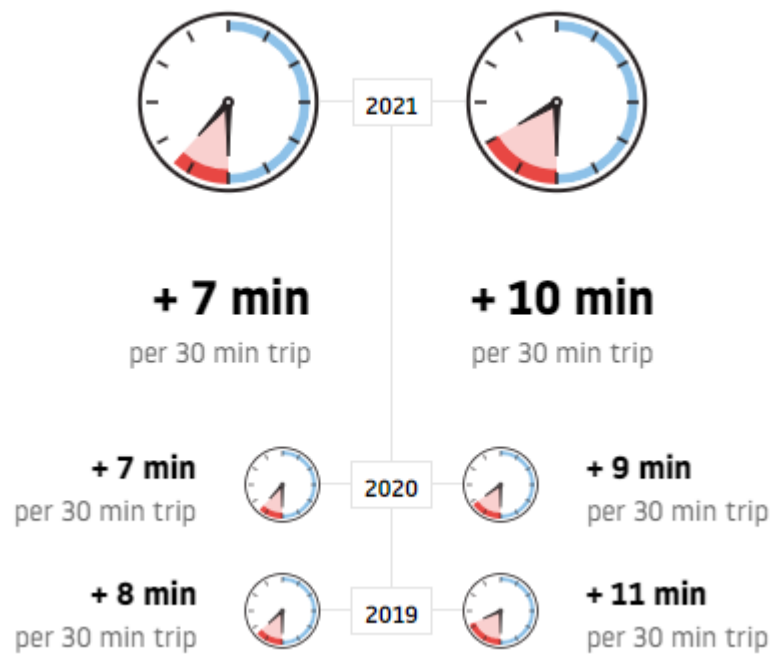 2021
+ 7 min
+ 10 min
per 30 min trip
per 30 min trip
+ 7 min
per 30 min trip
2020
+ 9 min
per 30 min trip
+ 8 min
per 30 min trip
2019
+ 11 min
per 30 min trip